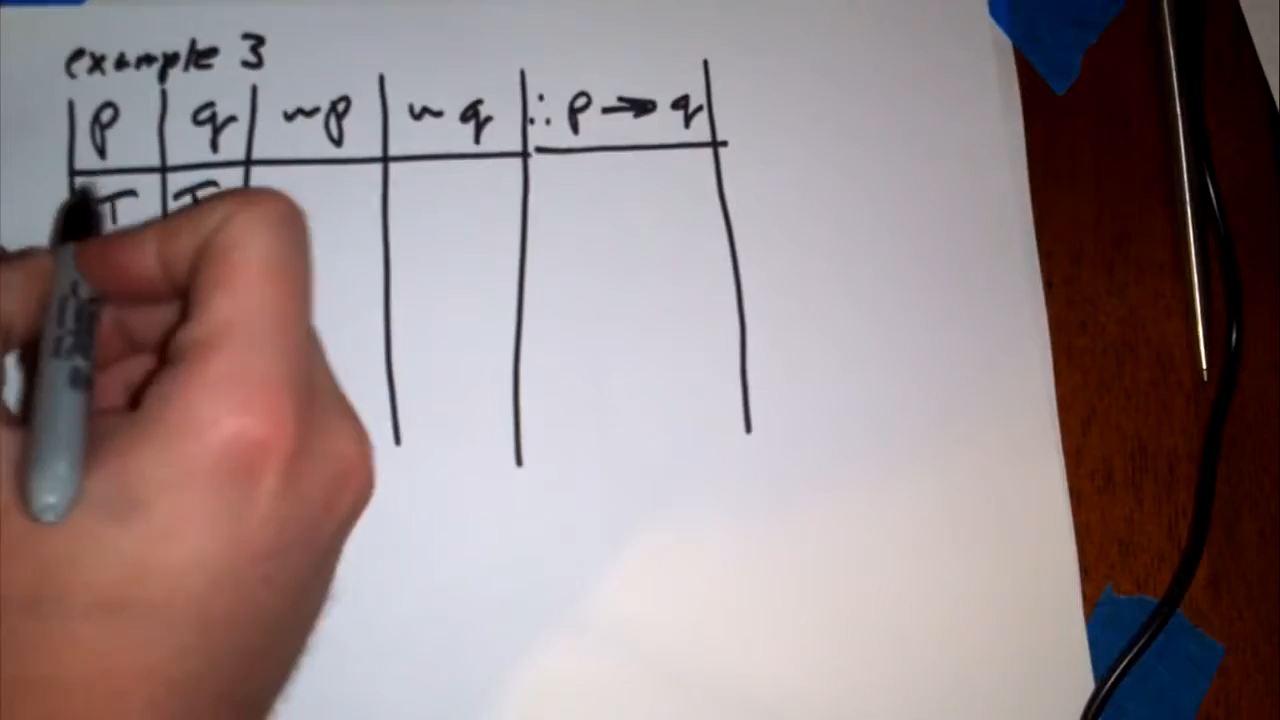 example 3
p q ~p ~q ∴ p → q
T T